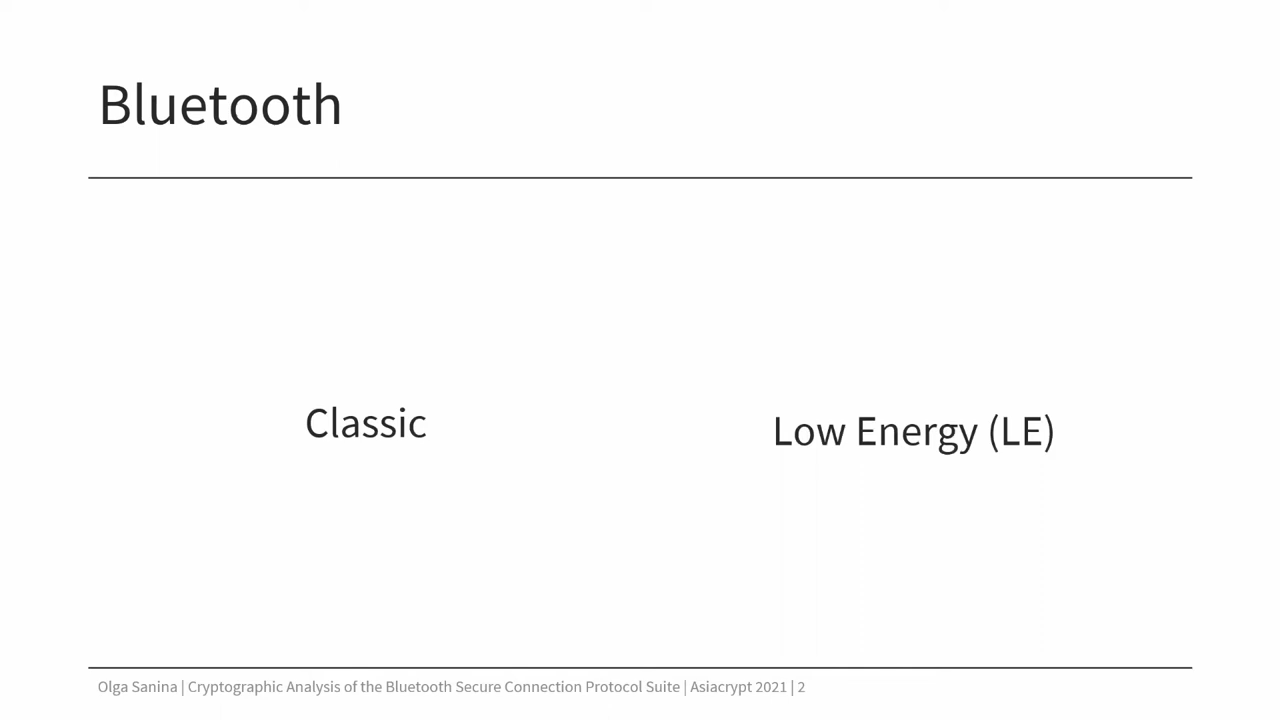 Bluetooth
Classic
Low Energy (LE)
Olga Sanina | Cryptographic Analysis of the Bluetooth Secure Connection Protocol Suite | Asiacrypt 2021 | 2